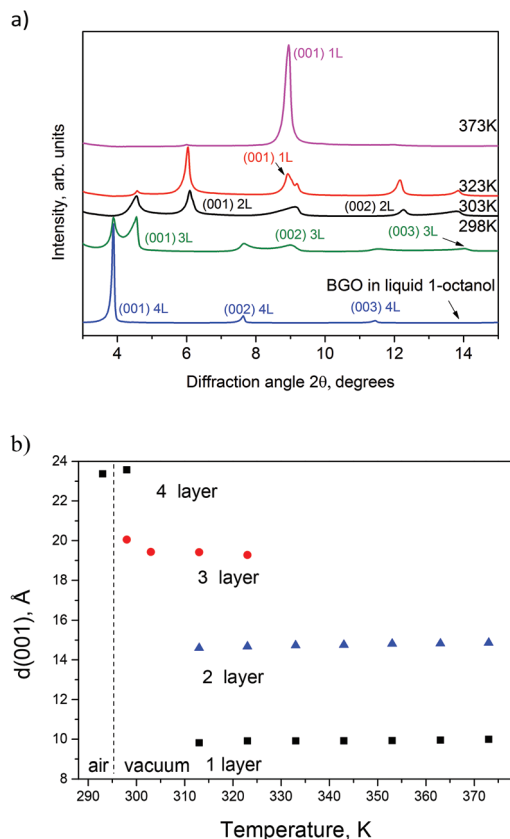 a)
(001) 1L
373K
(001) 1L
323K
(001) 2L
(002) 2L
303K
298K
(001) 3L
(002) 3L
(003) 3L
BGO in liquid 1-octanol
(001) 4L
(002) 4L
(003) 4L
Intensity, arb. units
4 6 8 10 12 14
Diffraction angle 2θ, degrees
b)
24
22
20
18
16
14
12
10
8
d(001), Å
4 layer
3 layer
2 layer
air vacuum 1 layer
290 300 310 320 330 340 350 360 370
Temperature, K